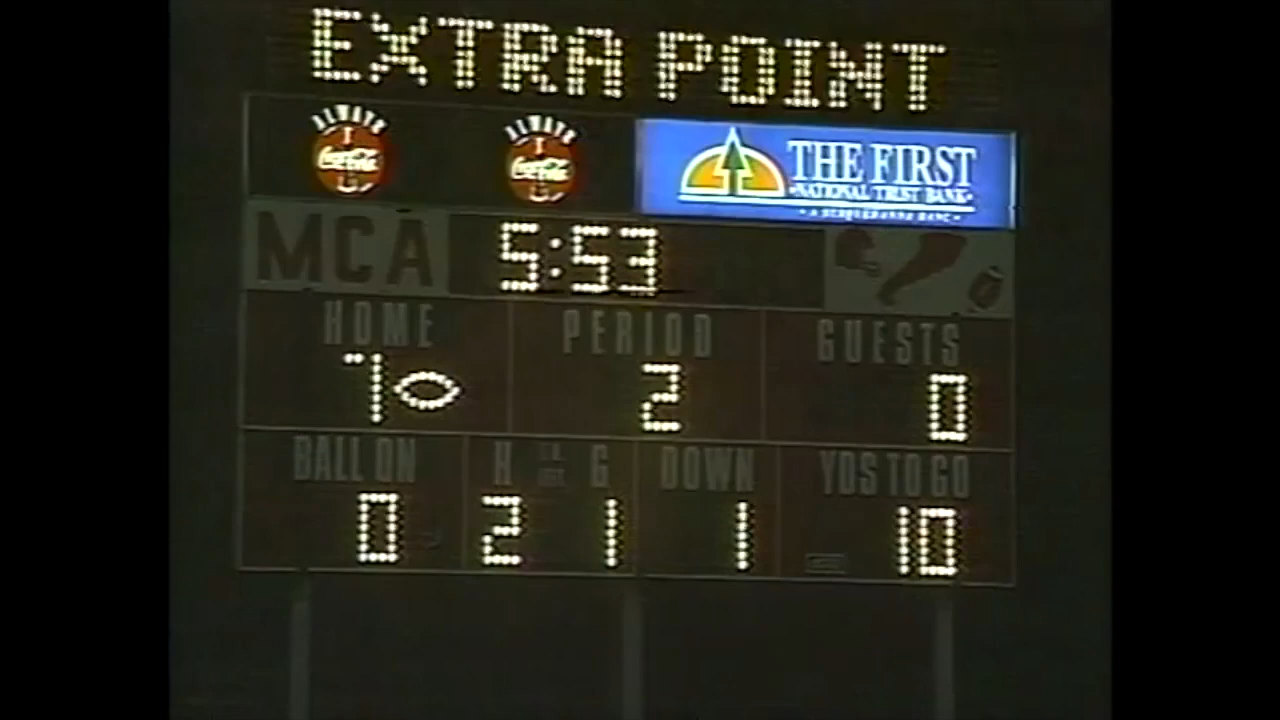 EXTRA POINT
ALWAYS
Coca-Cola
ALWAYS
Coca-Cola
THE FIRST
NATIONAL TRUST BANK
MCA
5:53
HOME
PERIOD
GUESTS
7
2
0
BALL ON
H
G
DOWN
YDS TO GO
0
2
1
1
10